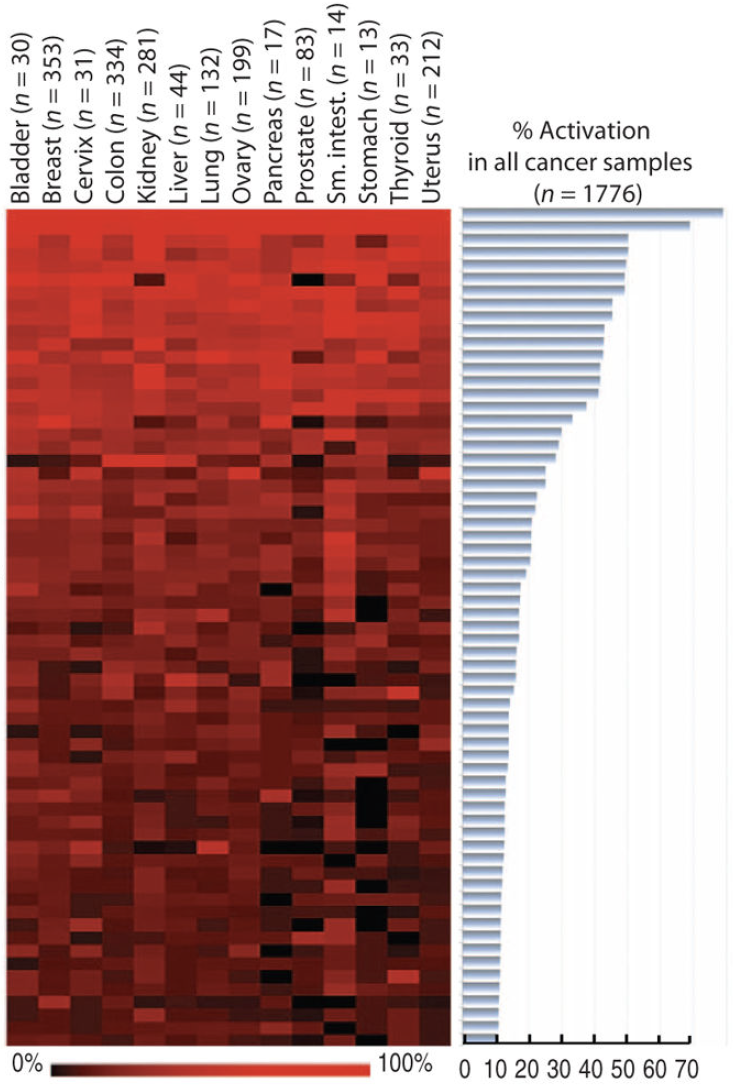 Bladder (n = 30)
Breast (n = 353)
Cervix (n = 31)
Colon (n = 334)
Kidney (n = 281)
Liver (n = 44)
Lung (n = 132)
Ovary (n = 199)
Pancreas (n = 17)
Prostate (n = 83)
Sm. intest. (n = 14)
Stomach (n = 13)
Thyroid (n = 33)
Uterus (n = 212)
% Activation
in all cancer samples
(n = 1776)
0% 100%
0 10 20 30 40 50 60 70